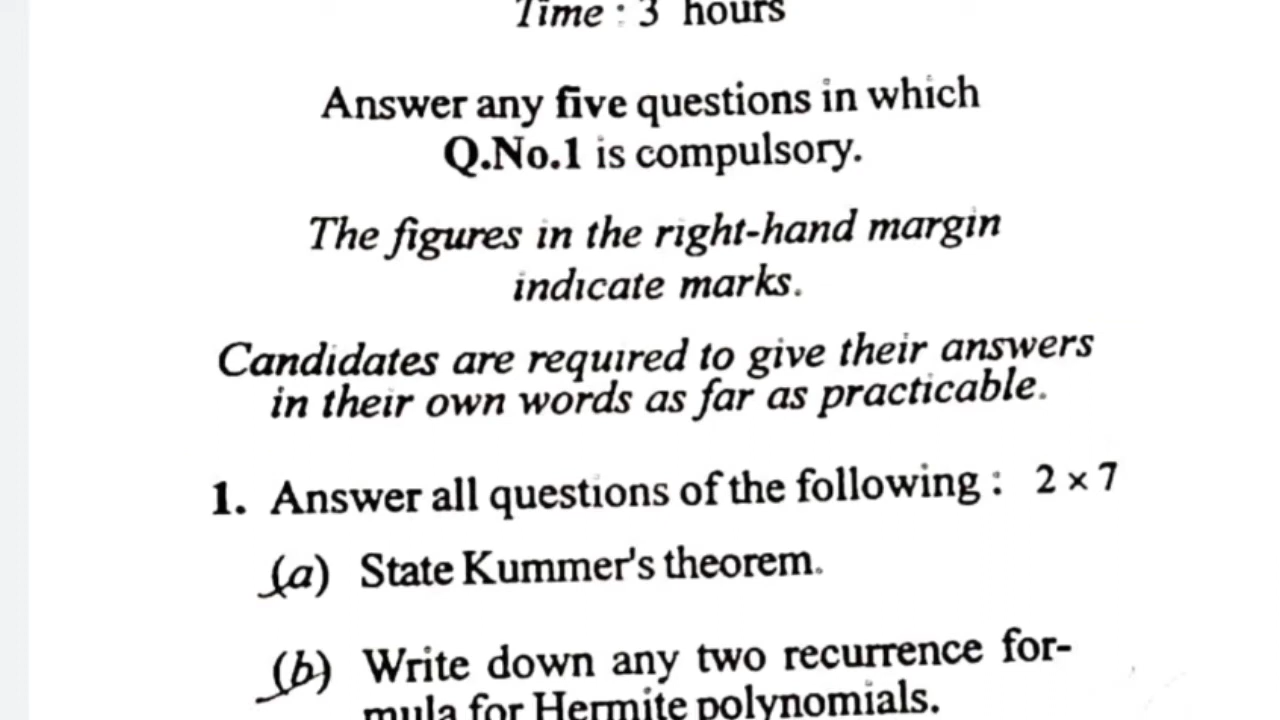 Time : 3 hours
Answer any five questions in which
Q.No.1 is compulsory.
The figures in the right-hand margin
indicate marks.
Candidates are required to give their answers
in their own words as far as practicable.
1. Answer all questions of the following : 2 × 7
(a) State Kummer's theorem.
(b) Write down any two recurrence for-
mula for Hermite polynomials.